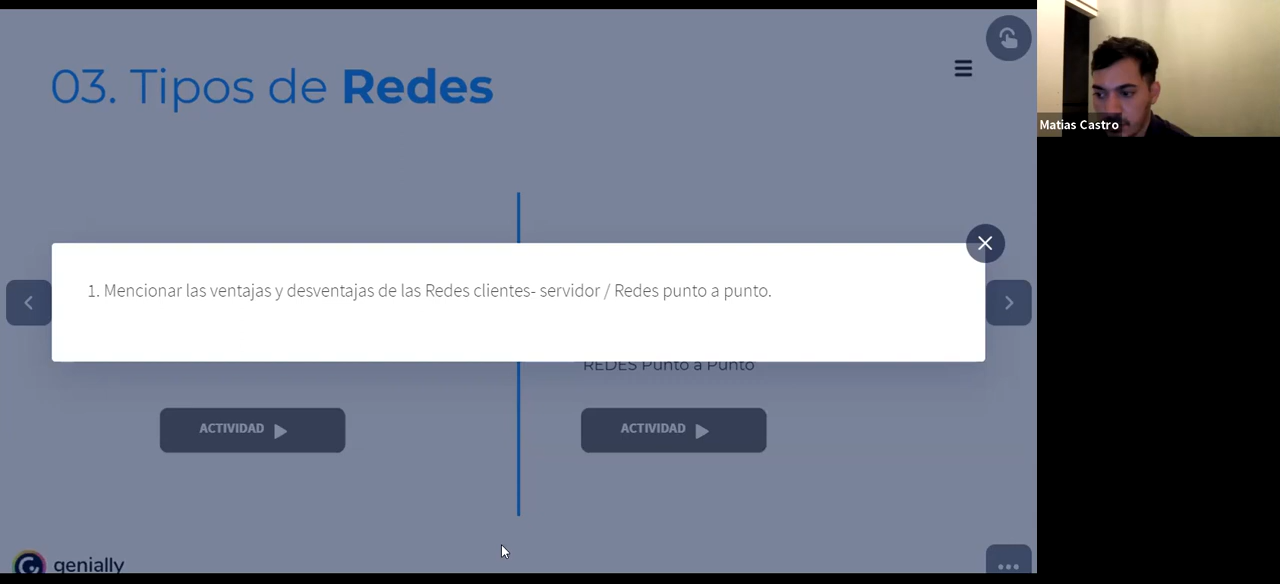 03. Tipos de Redes
Matias Castro
1. Mencionar las ventajas y desventajas de las Redes clientes- servidor / Redes punto a punto.
REDES Punto a Punto
ACTIVIDAD
ACTIVIDAD
genially